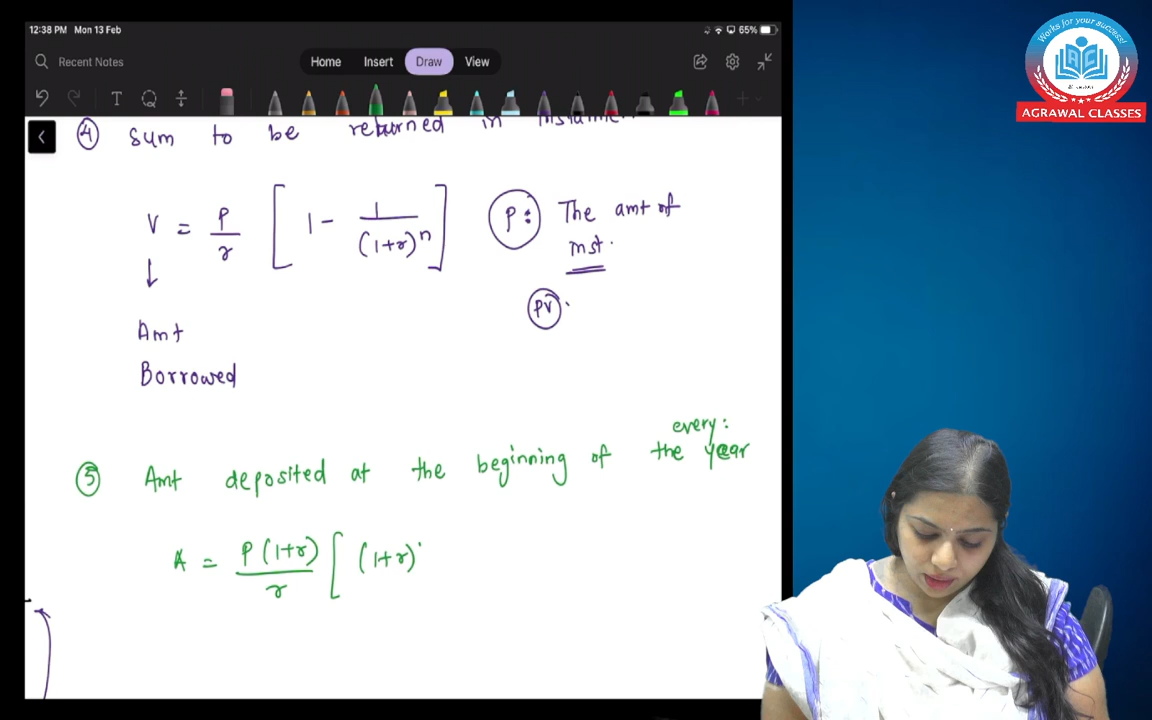 12:38 PM Mon 13 Feb
65%
Recent Notes
Home Insert Draw View
④ Sum to be returned in
V = P/r [ 1 - 1/(1+r)^n ]
P : The amt of
inst.
PV
Amt
Borrowed
every:
⑤ Amt deposited at the beginning of the year
A = P(1+r)/r [ (1+r)
Works for your success!
AC
AGRAWAL CLASSES